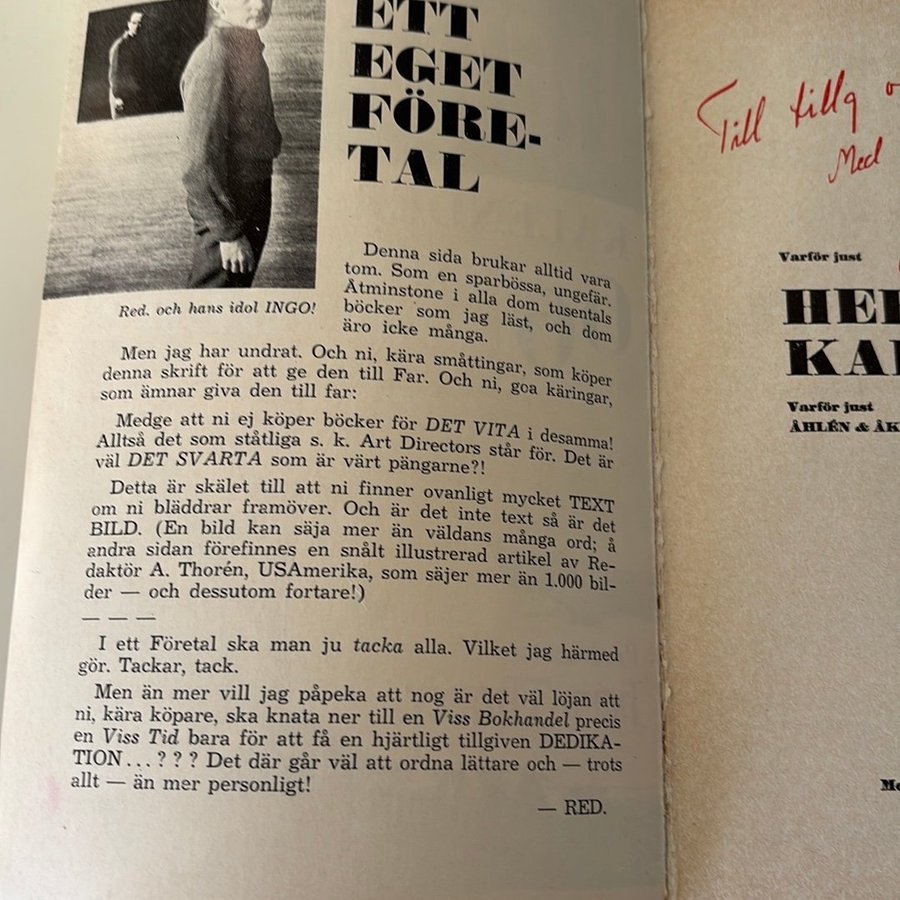 ETT
EGET
FÖRE-
TAL
Red. och hans idol INGO!
Denna sida brukar alltid vara
tom. Som en sparbössa, ungefär.
Åtminstone i alla dom tusentals
böcker som jag läst, och dom
äro icke många.
Men jag har undrat. Och ni, kära småttingar, som köper
denna skrift för att ge den till Far. Och ni, goa käringar,
som ämnar giva den till far:
Medge att ni ej köper böcker för DET VITA i desamma!
Alltså det som ståtliga s. k. Art Directors står för. Det är
väl DET SVARTA som är värt pängarne?!
Detta är skälet till att ni finner ovanligt mycket TEXT
om ni bläddrar framöver. Och är det inte text så är det
BILD. (En bild kan säja mer än väldans många ord; å
andra sidan förefinnes en snålt illustrerad artikel av Re-
daktör A. Thorén, USAmerika, som säjer mer än 1.000 bil-
der — och dessutom fortare!)
— — —
I ett Företal ska man ju tacka alla. Vilket jag härmed
gör. Tackar, tack.
Men än mer vill jag påpeka att nog är det väl löjan att
ni, kära köpare, ska knata ner till en Viss Bokhandel precis
en Viss Tid bara för att få en hjärtligt tillgiven DEDIKA-
TION . . . ? ? ? Det där går väl att ordna lättare och — trots
allt — än mer personligt!
— RED.
Till
Med
Varför just
HEL
KAL
Varför just
ÅHLÉN & ÅK